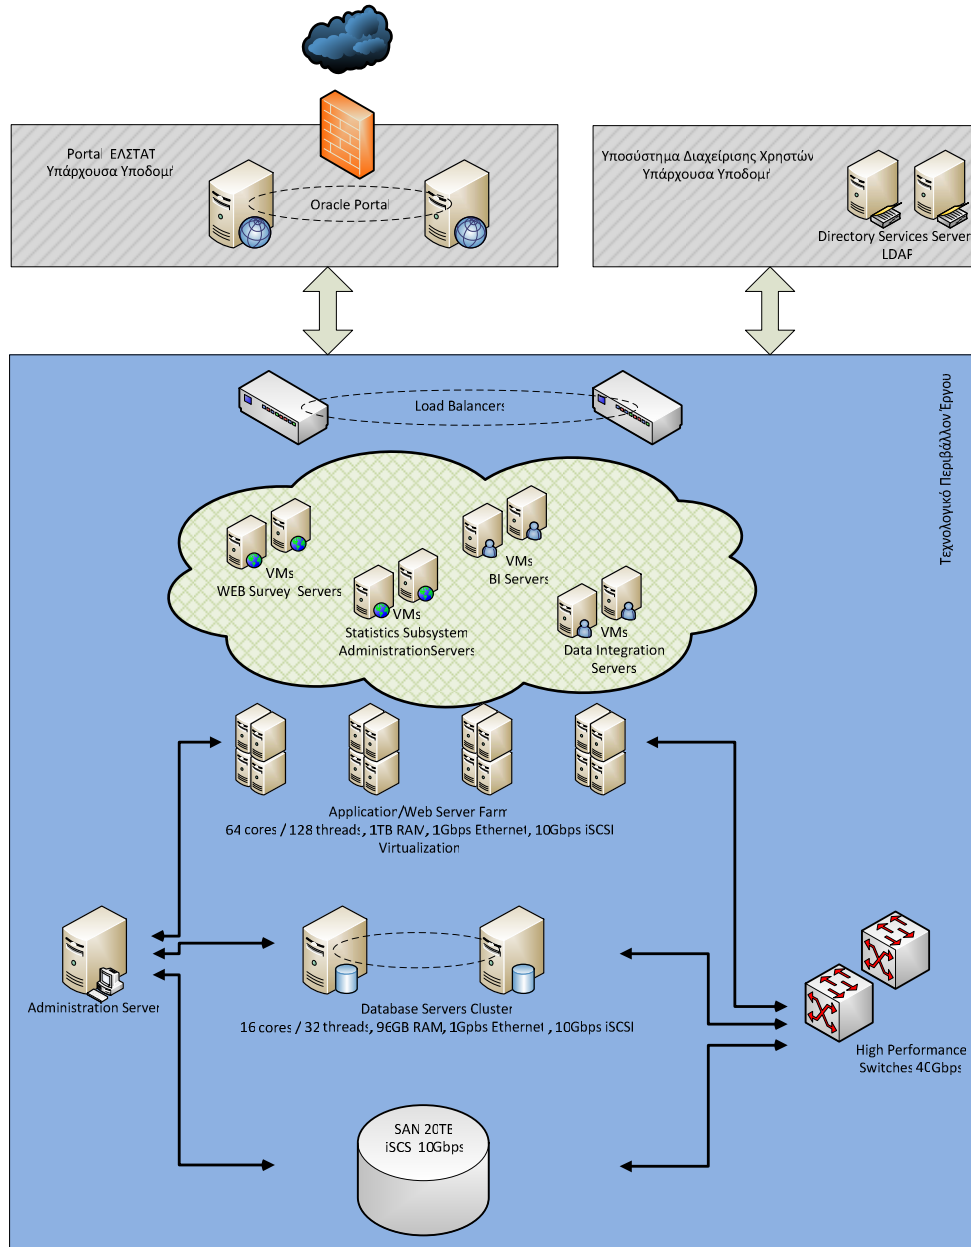 Portal ΕΛΣΤΑΤ
Υπάρχουσα Υποδομή
Oracle Portal
Υποσύστημα Διαχείρισης Χρηστών
Υπάρχουσα Υποδομή
Directory Services Server
LDAP
Τεχνολογικό Περιβάλλον Έργου
Load Balancers
VMs
WEB Survey Servers
VMs
BI Servers
VMs
Statistics Subsystem
AdministrationServers
VMs
Data Integration
Servers
Application/Web Server Farm
64 cores / 128 threads, 1TB RAM, 1Gbps Ethernet, 10Gbps iSCSI
Virtualization
Administration Server
Database Servers Cluster
16 cores / 32 threads, 96GB RAM, 1Gpbs Ethernet , 10Gbps iSCSI
High Performance
Switches 40Gbps
SAN 20TB
iSCSI 10Gbps